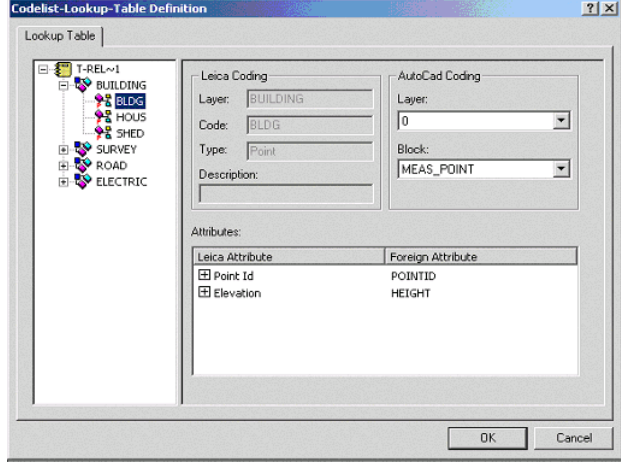 Codelist-Lookup-Table Definition
Lookup Table
T-REL~1
BUILDING
BLDG
HOUS
SHED
SURVEY
ROAD
ELECTRIC
Leica Coding
Layer: BUILDING
Code: BLDG
Type: Point
Description:
AutoCad Coding
Layer:
0
Block:
MEAS_POINT
Attributes:
Leica Attribute Foreign Attribute
Point Id POINTID
Elevation HEIGHT
OK Cancel